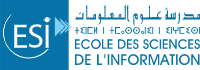 ESI
مدرسة علوم المعلومات
ECOLE DES SCIENCES
DE L'INFORMATION